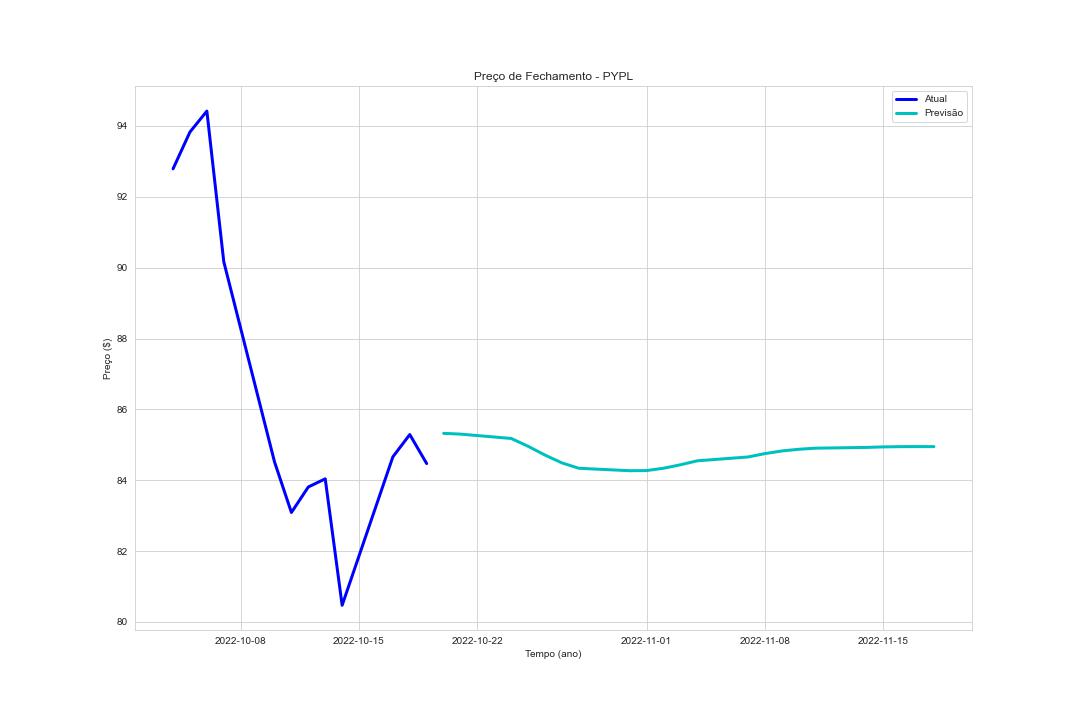 Preço de Fechamento - PYPL
Atual
Previsão
94
92
90
88
86
84
82
80
Preço ($)
2022-10-08
2022-10-15
2022-10-22
2022-11-01
2022-11-08
2022-11-15
Tempo (ano)